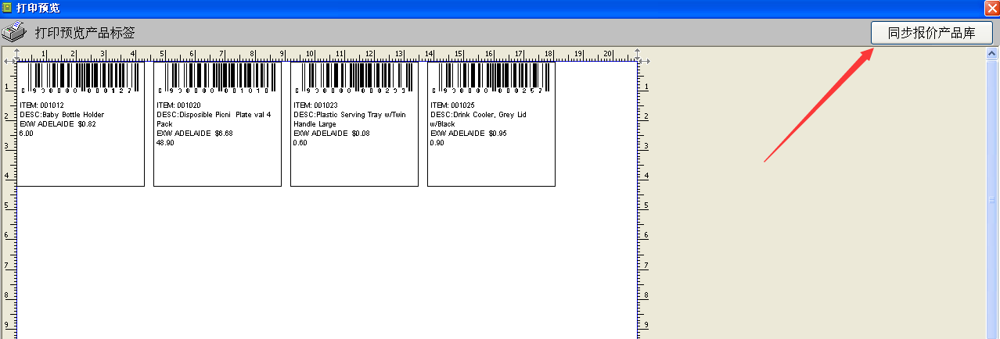 打印预览
打印预览产品标签
同步报价产品库
1 2 3 4 5 6 7 8 9 10 11 12 13 14 15 16 17 18 19 20
ITEM: 001012
DESC:Baby Bottle Holder
EXW ADELAIDE $0.82
6.00
ITEM: 001020
DESC:Disposible Picni Plate val 4
Pack
EXW ADELAIDE $6.68
48.90
ITEM: 001023
DESC:Plastic Serving Tray w/Twin
Handle Large
EXW ADELAIDE $0.08
0.60
ITEM: 001025
DESC:Drink Cooler, Grey Lid
w/Black
EXW ADELAIDE $0.95
0.90
1 1
2 2
3 3
4 4
5 5
6 6
7 7
8 8
9 9